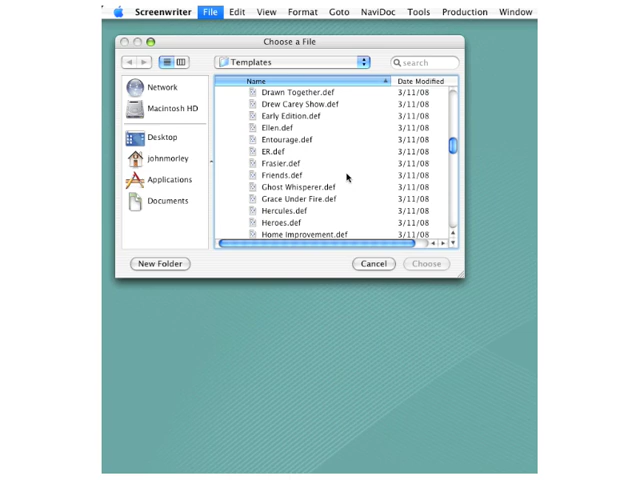 Screenwriter File Edit View Format Goto NaviDoc Tools Production Window
Choose a File
Templates
search
Network
Macintosh HD
Desktop
johnmorley
Applications
Documents
Name Date Modified
Drawn Together.def 3/11/08
Drew Carey Show.def 3/11/08
Early Edition.def 3/11/08
Ellen.def 3/11/08
Entourage.def 3/11/08
ER.def 3/11/08
Frasier.def 3/11/08
Friends.def 3/11/08
Ghost Whisperer.def 3/11/08
Grace Under Fire.def 3/11/08
Hercules.def 3/11/08
Heroes.def 3/11/08
Home Improvement.def 3/11/08
New Folder Cancel Choose